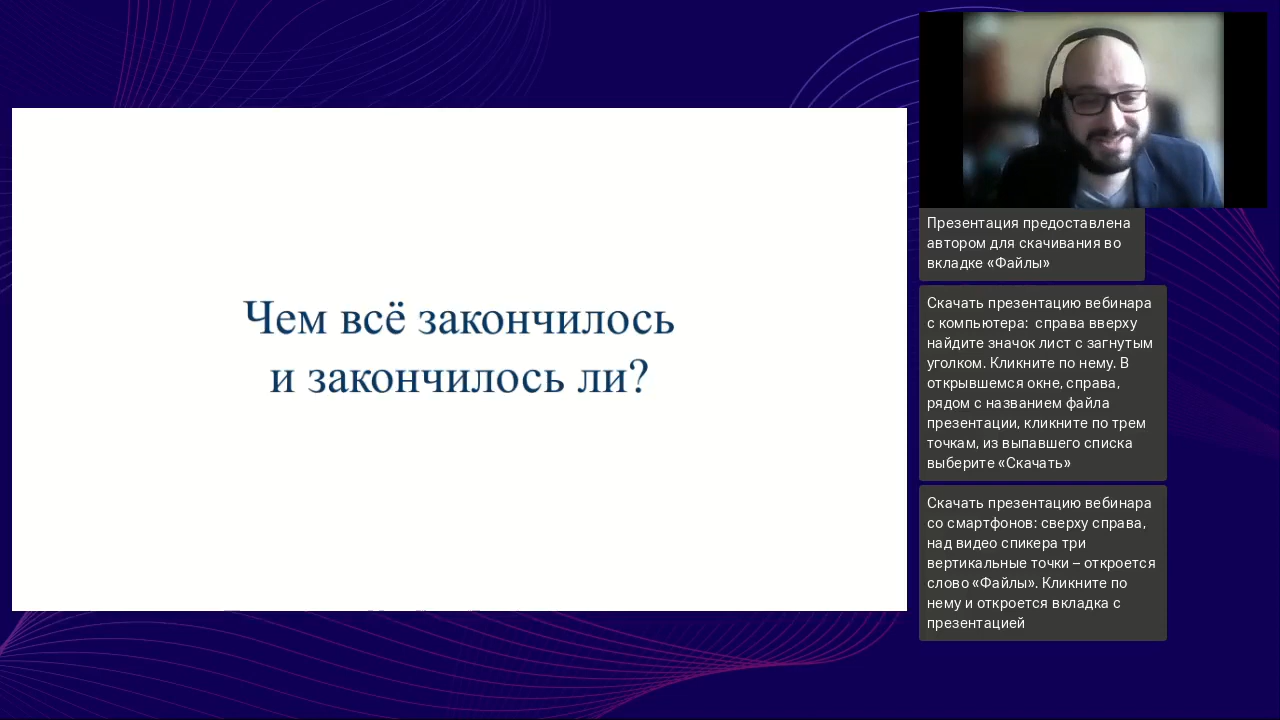 Чем всё закончилось
и закончилось ли?
Презентация предоставлена
автором для скачивания во
вкладке «Файлы»
Скачать презентацию вебинара
с компьютера:  справа вверху
найдите значок лист с загнутым
уголком. Кликните по нему. В
открывшемся окне, справа,
рядом с названием файла
презентации, кликните по трем
точкам, из выпавшего списка
выберите «Скачать»
Скачать презентацию вебинара
со смартфонов: сверху справа,
над видео спикера три
вертикальные точки – откроется
слово «Файлы». Кликните по
нему и откроется вкладка с
презентацией